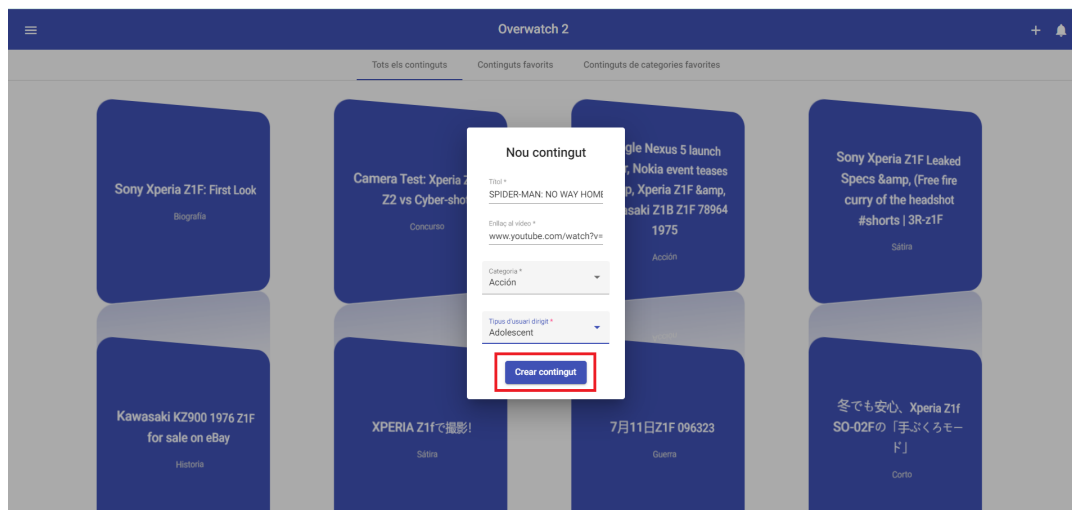 Overwatch 2
Tots els continguts Continguts favorits Continguts de categories favorites
Sony Xperia Z1F: First Look
Biografía
Camera Test: Xperia
Z2 vs Cyber-shot
Concurso
gle Nexus 5 launch
, Nokia event teases
p, Xperia Z1F &amp,
saki Z1B Z1F 78964
1975
Acción
Sony Xperia Z1F Leaked
Specs &amp, (Free fire
curry of the headshot
#shorts | 3R-z1F
Sátira
Nou contingut
Títol *
SPIDER-MAN: NO WAY HOME
Enllaç al vídeo *
www.youtube.com/watch?v=
Categoria *
Acción
Tipus d'usuari dirigit *
Adolescent
Crear contingut
Kawasaki KZ900 1976 Z1F
for sale on eBay
Historia
XPERIA Z1fで撮影!
Sátira
7月11日Z1F 096323
Guerra
冬でも安心、Xperia Z1f
SO-02Fの「手ぶくろモー
ド」
Corto